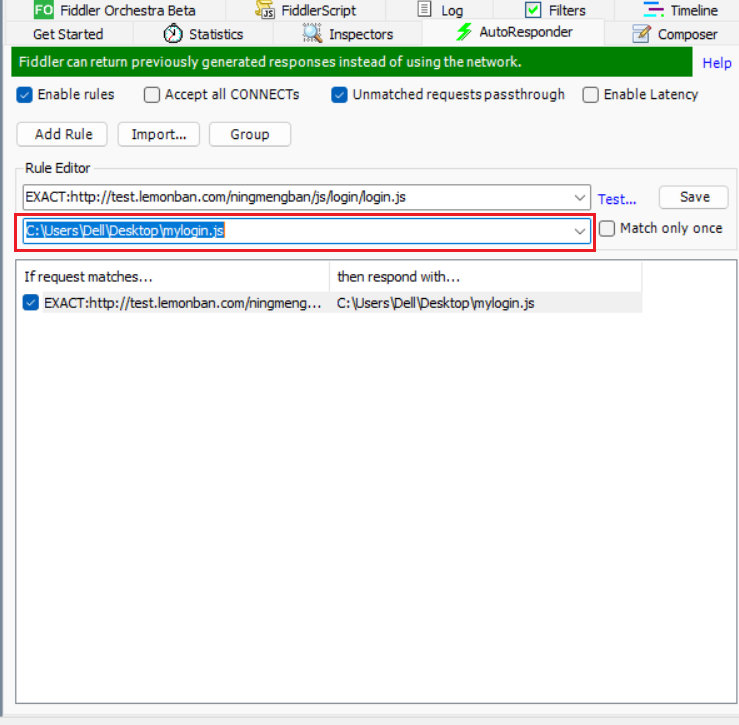 FO Fiddler Orchestra Beta JS FiddlerScript Log Filters Timeline
Get Started Statistics Inspectors AutoResponder Composer
Fiddler can return previously generated responses instead of using the network. Help
Enable rules Accept all CONNECTs Unmatched requests passthrough Enable Latency
Add Rule Import... Group
Rule Editor
EXACT:http://test.lemonban.com/ningmengban/js/login/login.js Test... Save
C:\Users\Dell\Desktop\mylogin.js Match only once
If request matches... then respond with...
EXACT:http://test.lemonban.com/ningmeng... C:\Users\Dell\Desktop\mylogin.js